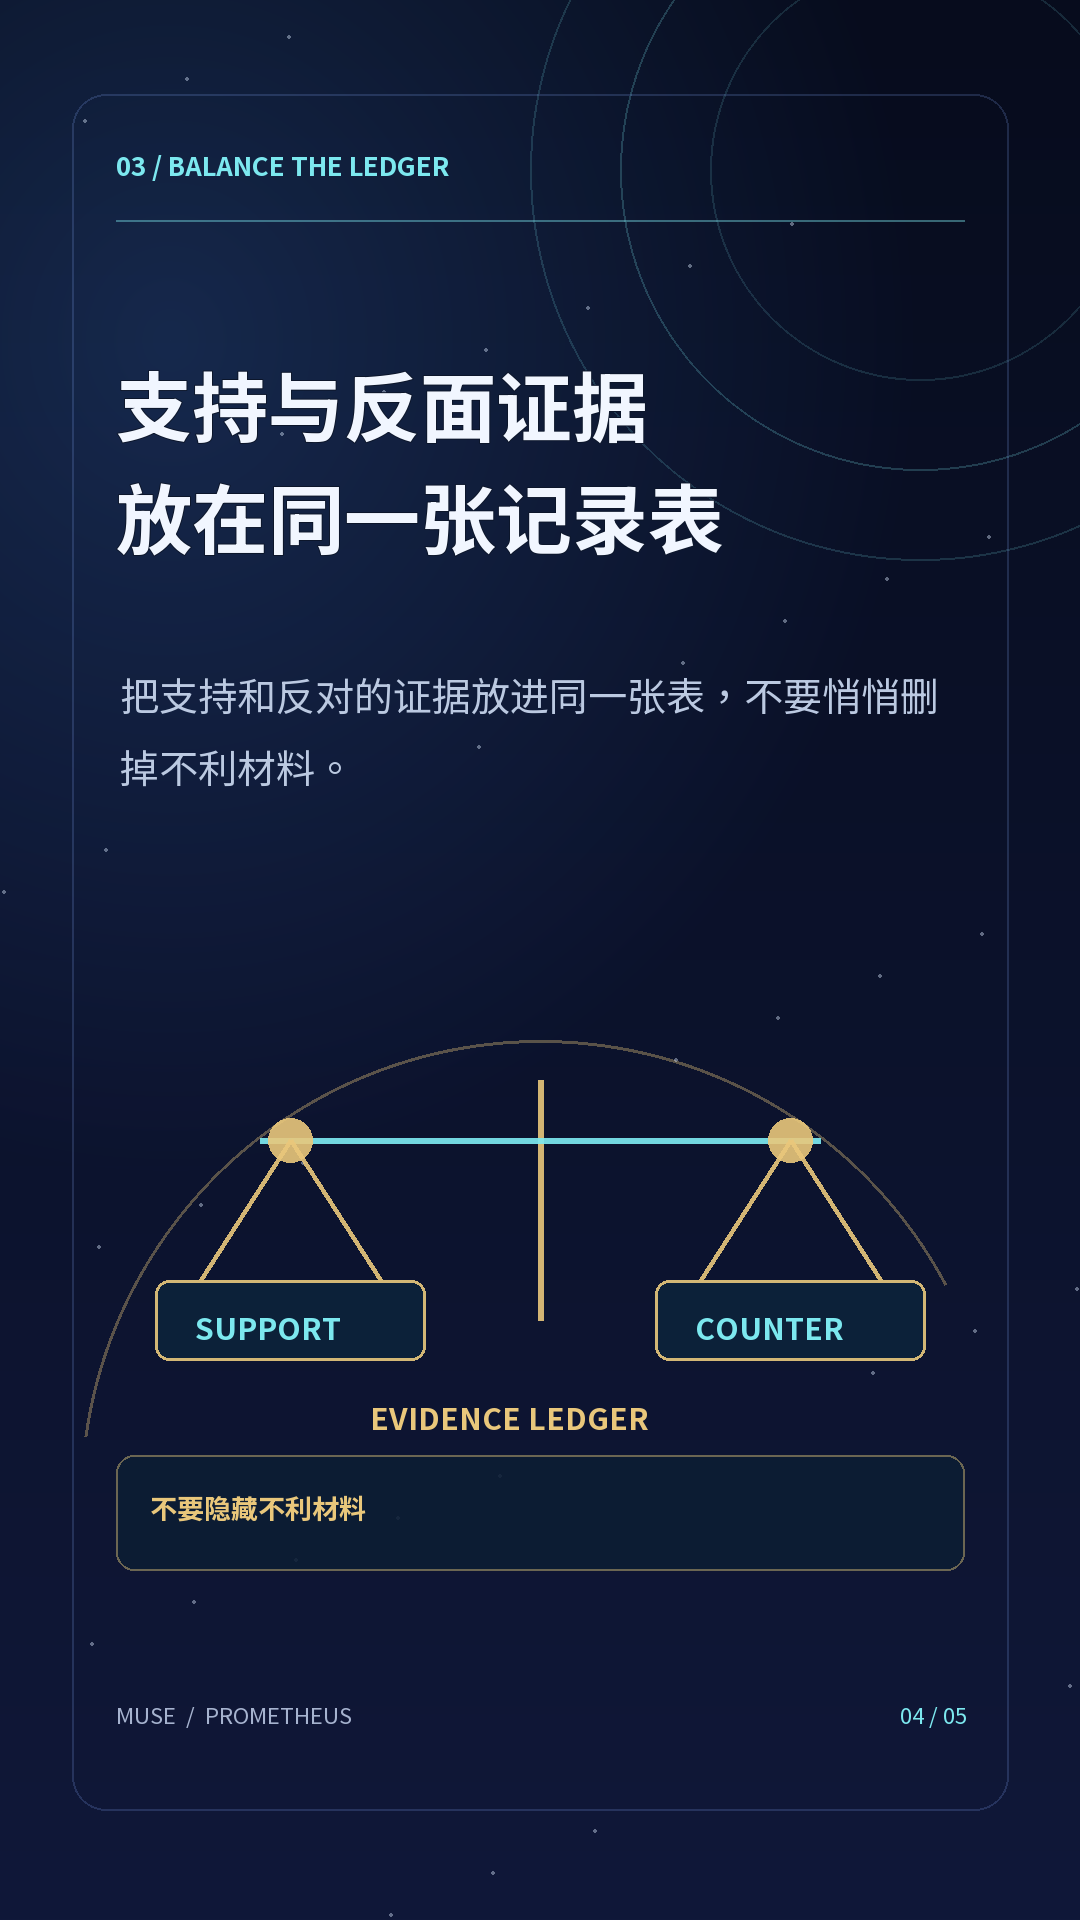 03 / BALANCE THE LEDGER
支持与反面证据
放在同一张记录表
把支持和反对的证据放进同一张表，不要悄悄删
掉不利材料。
SUPPORT
COUNTER
EVIDENCE LEDGER
不要隐藏不利材料
MUSE / PROMETHEUS
04 / 05